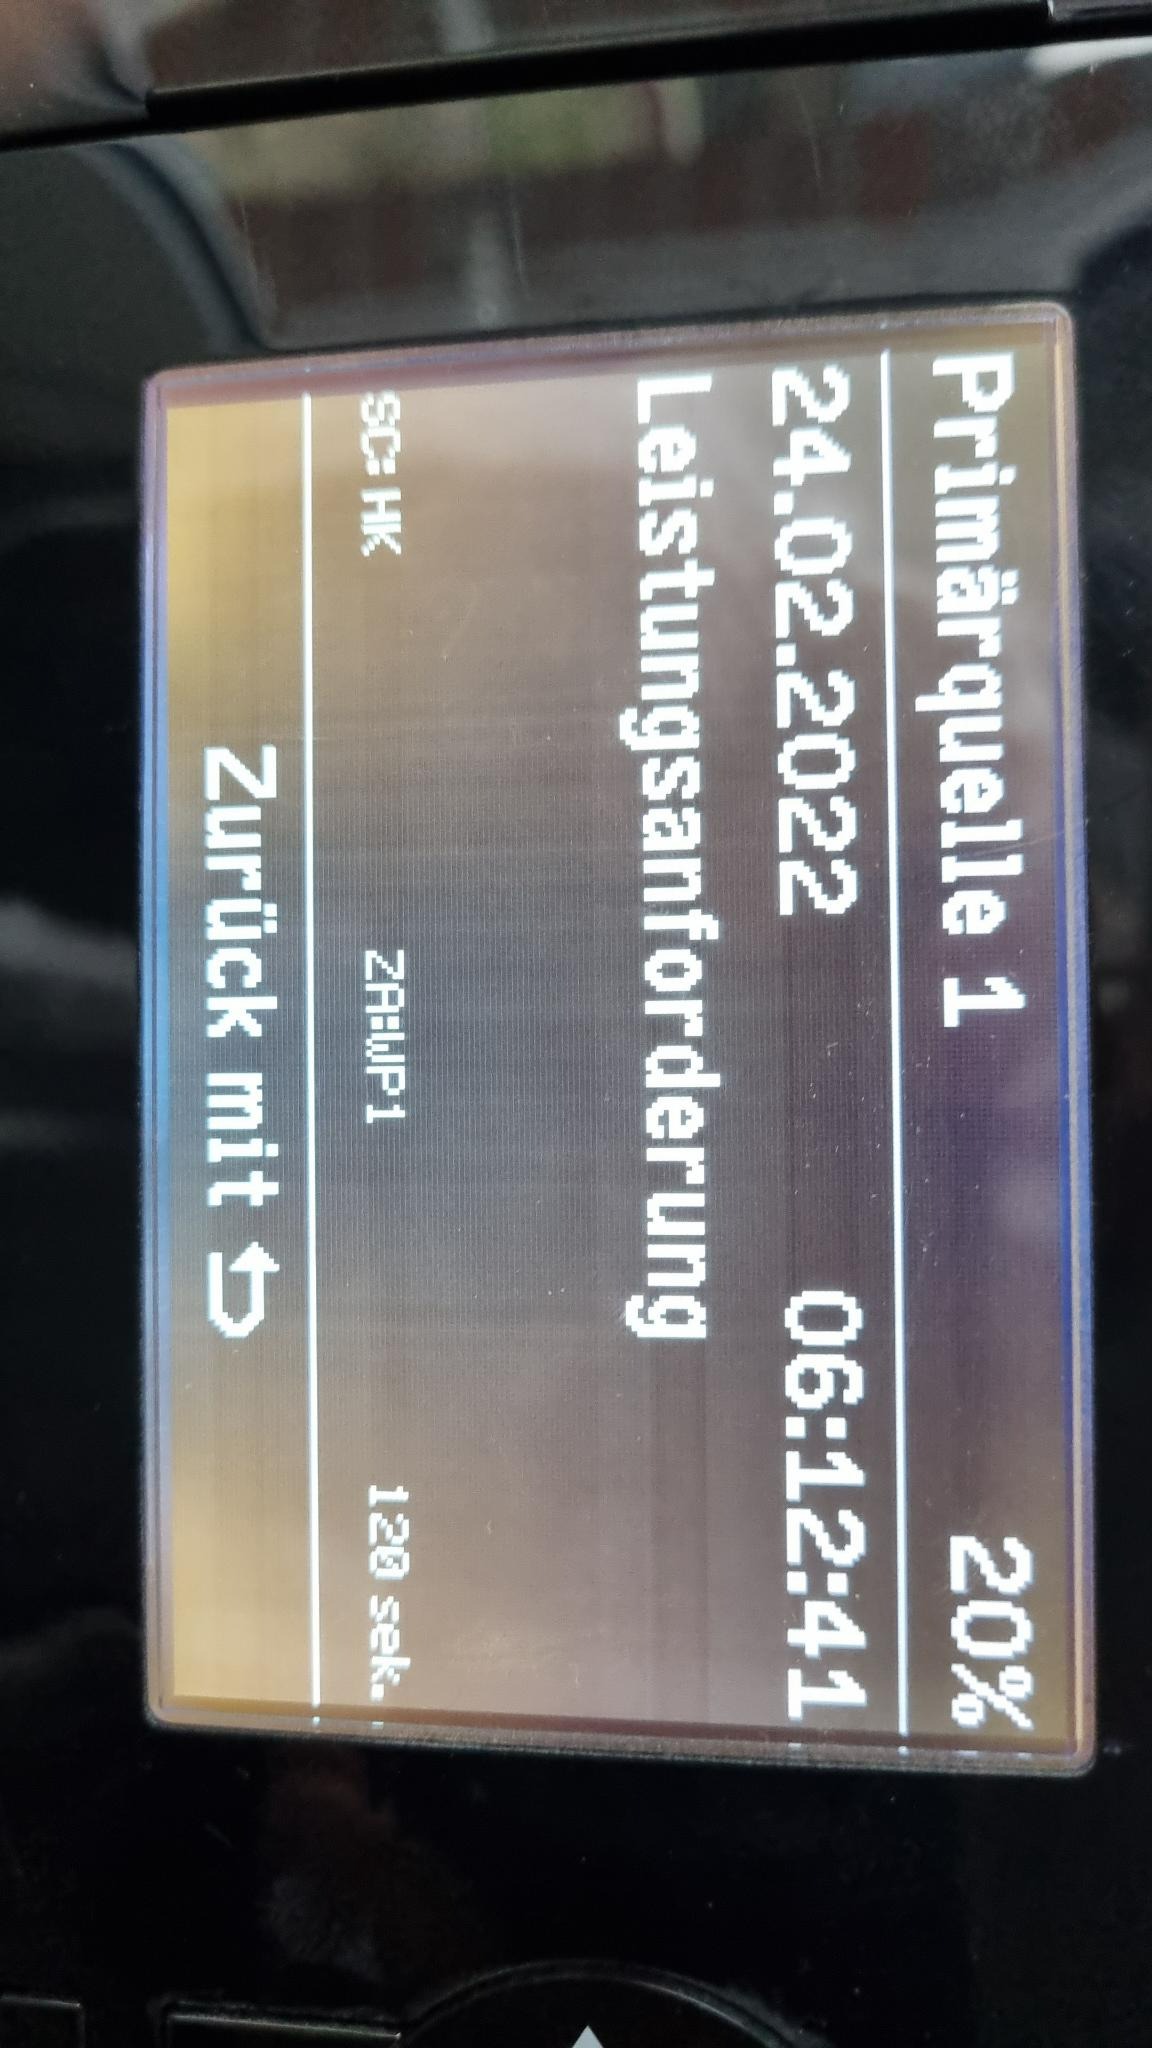 Primärquelle 1 20%
24.02.2022 06:12:41
Leistungsanforderung
SC: HK ZA:WP1 120 sek.
Zurück mit